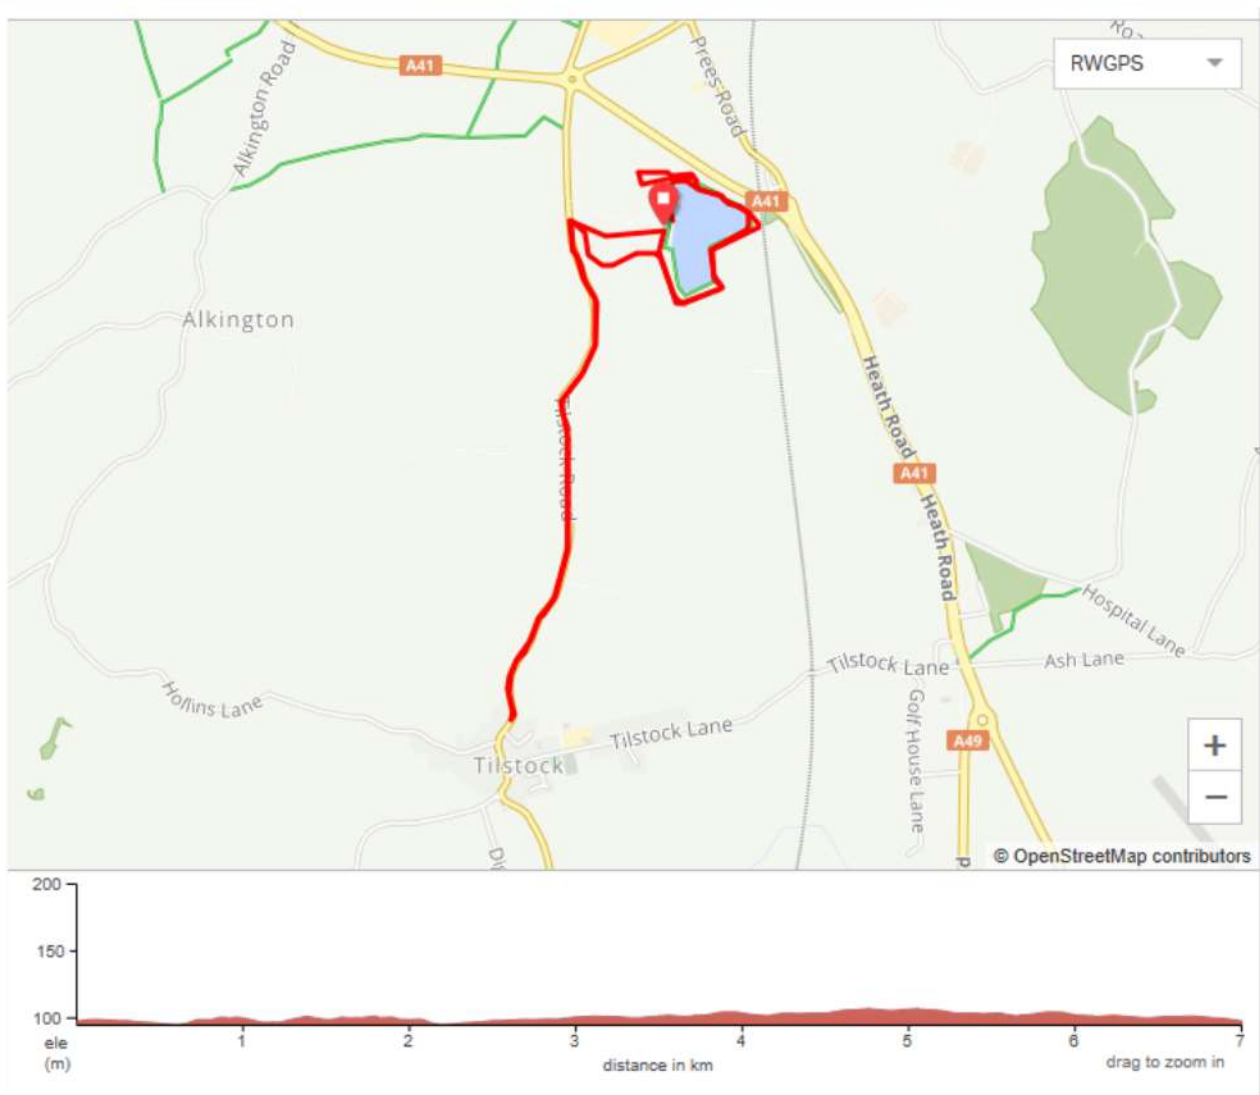 Ro
RWGPS
A41
Prees Road
Alkington Road
A41
Alkington
Heath Road
Tilstock Road
A41
Heath Road
Hospital Lane
Tilstock Lane
Ash Lane
Hollins Lane
Golf House Lane
Tilstock Lane
A49
+
Tilstock
−
Di
© OpenStreetMap contributors
200
150
100
ele
(m)
1 2 3 4 5 6 7
distance in km
drag to zoom in